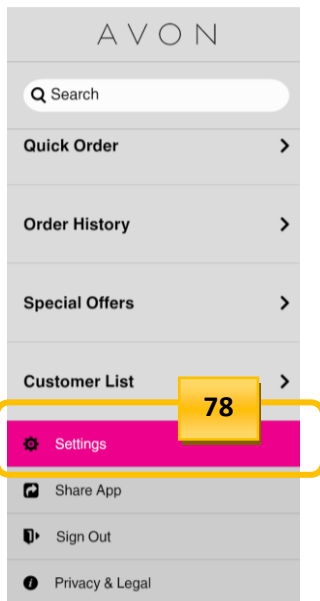 AVON
Search
Quick Order
Order History
Special Offers
Customer List
78
Settings
Share App
Sign Out
Privacy & Legal